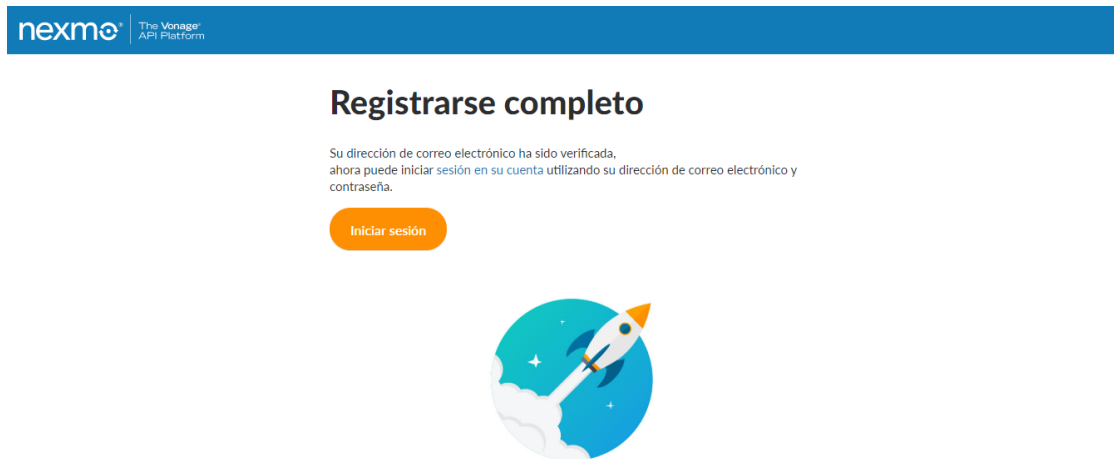 nexmo® The Vonage®
API Platform
Registrarse completo
Su dirección de correo electrónico ha sido verificada,
ahora puede iniciar sesión en su cuenta utilizando su dirección de correo electrónico y
contraseña.
Iniciar sesión